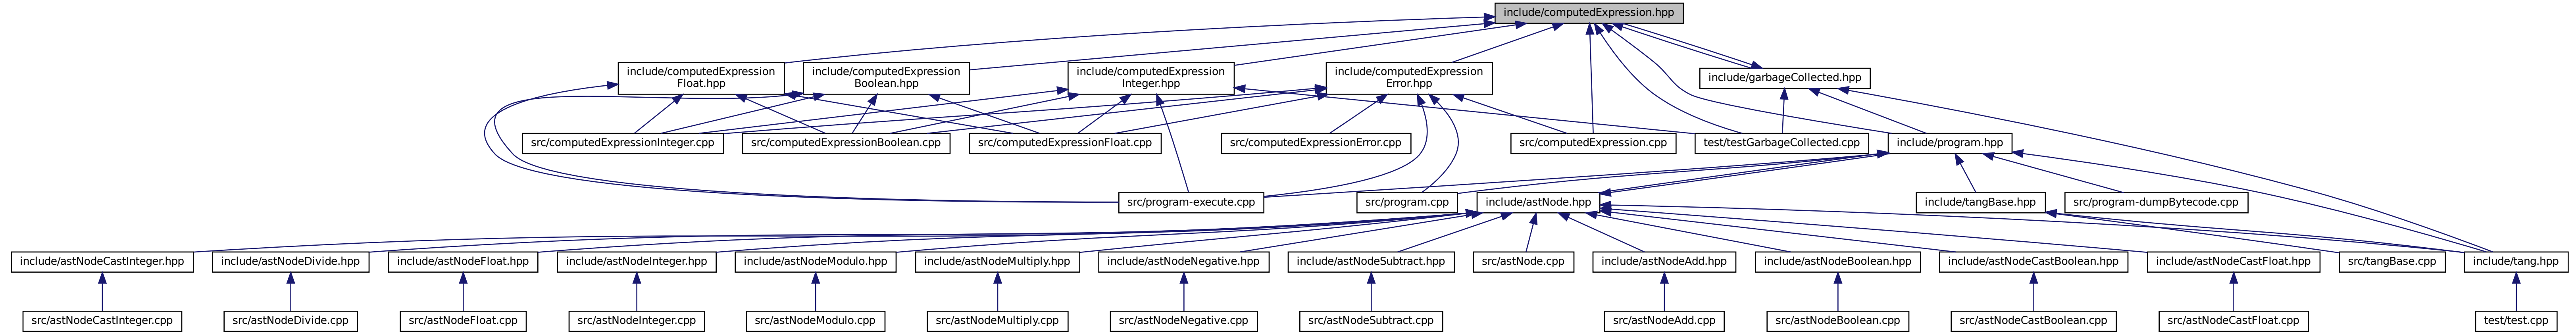 include/computedExpression.hpp
include/computedExpression
Float.hpp
include/computedExpression
Boolean.hpp
include/computedExpression
Integer.hpp
include/computedExpression
Error.hpp
include/garbageCollected.hpp
src/computedExpressionInteger.cpp
src/computedExpressionBoolean.cpp
src/computedExpressionFloat.cpp
src/computedExpressionError.cpp
src/computedExpression.cpp
test/testGarbageCollected.cpp
include/program.hpp
src/program-execute.cpp
src/program.cpp
include/astNode.hpp
include/tangBase.hpp
src/program-dumpBytecode.cpp
include/astNodeCastInteger.hpp
include/astNodeDivide.hpp
include/astNodeFloat.hpp
include/astNodeInteger.hpp
include/astNodeModulo.hpp
include/astNodeMultiply.hpp
include/astNodeNegative.hpp
include/astNodeSubtract.hpp
src/astNode.cpp
include/astNodeAdd.hpp
include/astNodeBoolean.hpp
include/astNodeCastBoolean.hpp
include/astNodeCastFloat.hpp
src/tangBase.cpp
include/tang.hpp
src/astNodeCastInteger.cpp
src/astNodeDivide.cpp
src/astNodeFloat.cpp
src/astNodeInteger.cpp
src/astNodeModulo.cpp
src/astNodeMultiply.cpp
src/astNodeNegative.cpp
src/astNodeSubtract.cpp
src/astNodeAdd.cpp
src/astNodeBoolean.cpp
src/astNodeCastBoolean.cpp
src/astNodeCastFloat.cpp
test/test.cpp